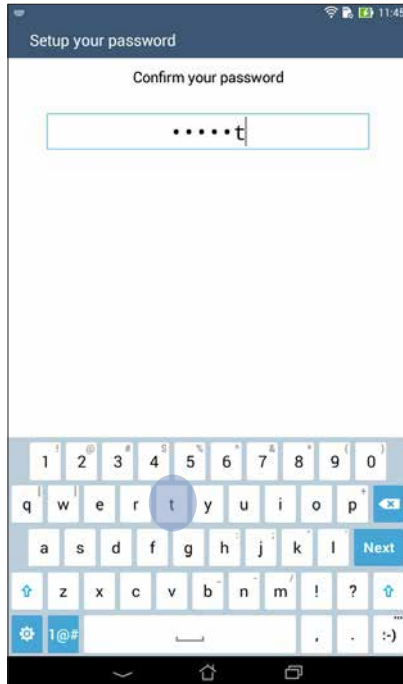 11:45
Setup your password
Confirm your password
•••••t
! @ # $ % ^ & * ( )
1 2 3 4 5 6 7 8 9 0
q w e r t y u i o p +
a s d f g h j k l Next
z x c v b n m ! ?
1@# , . :-)